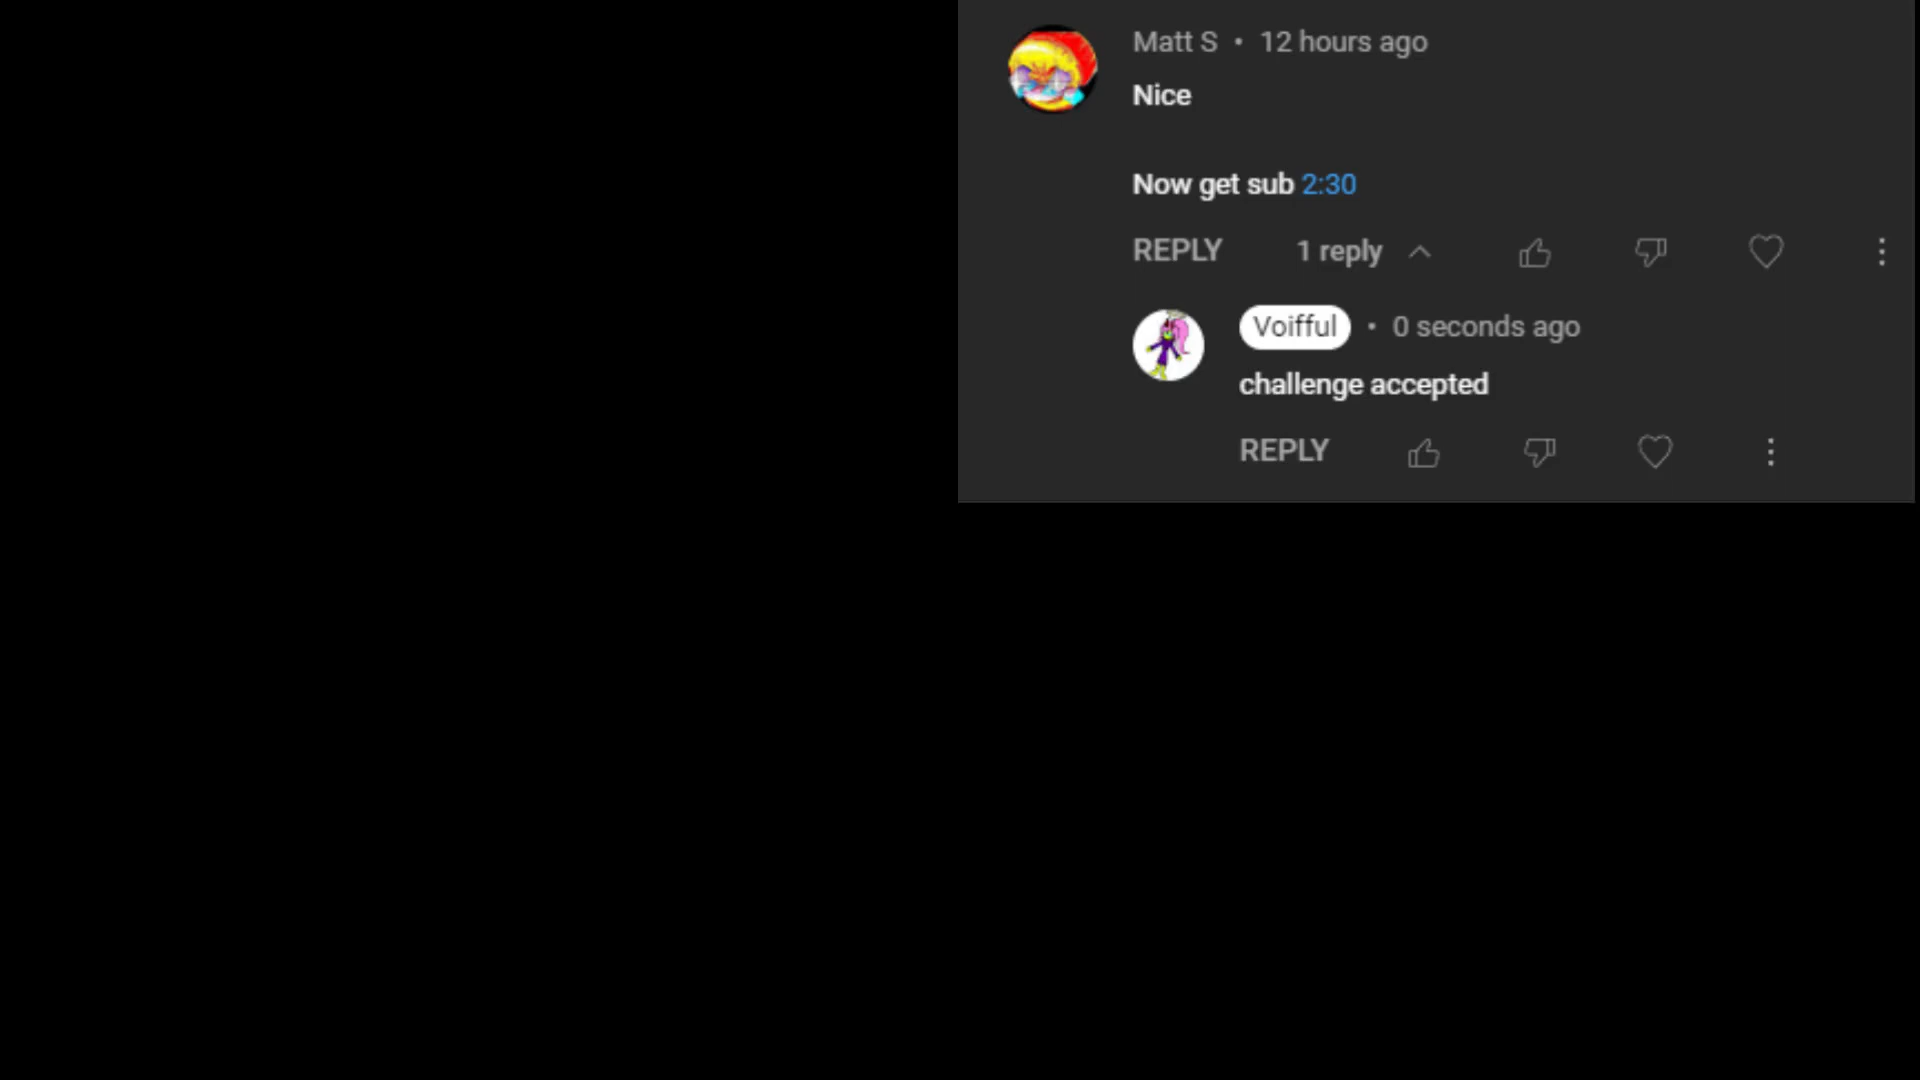 Matt S • 12 hours ago
Nice
Now get sub 2:30
REPLY 1 reply
Voifful • 0 seconds ago
challenge accepted
REPLY